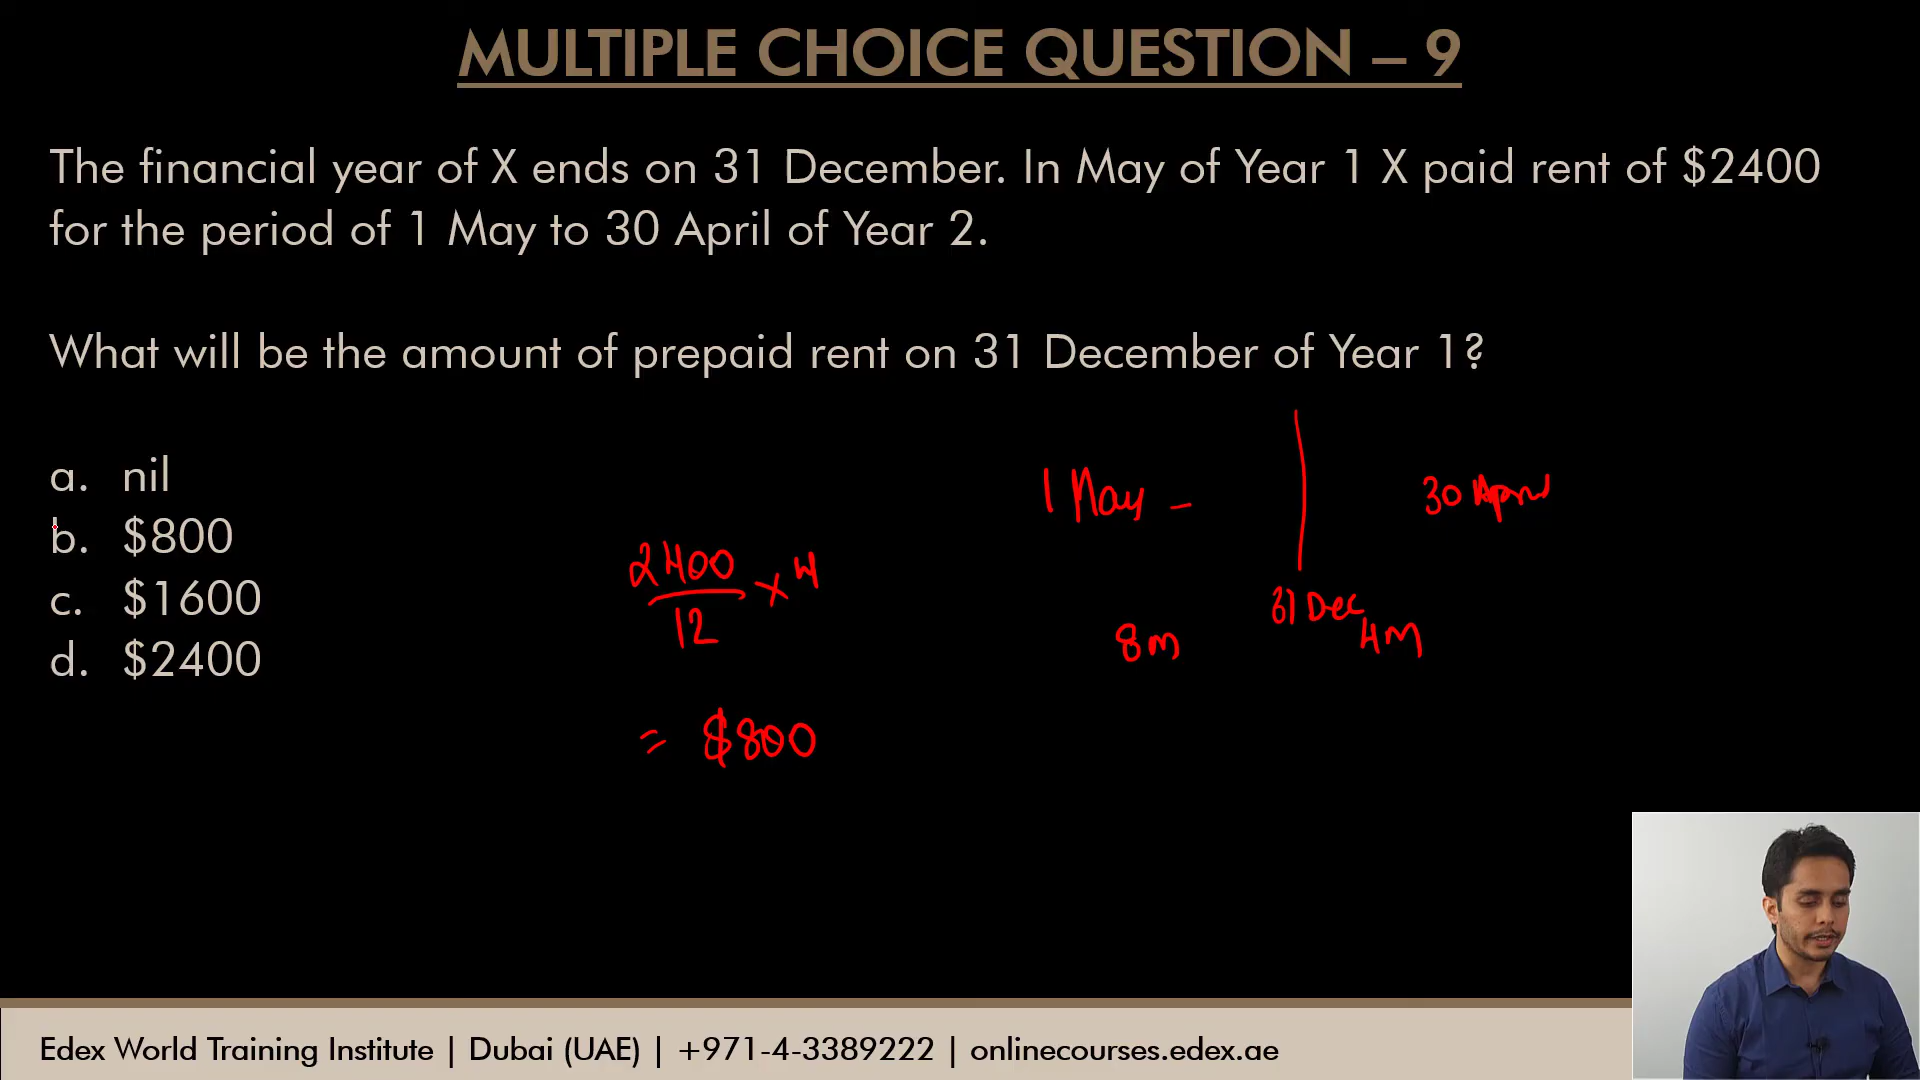 MULTIPLE CHOICE QUESTION – 9
The financial year of X ends on 31 December. In May of Year 1 X paid rent of $2400
for the period of 1 May to 30 April of Year 2.
What will be the amount of prepaid rent on 31 December of Year 1?
a. nil
b. $800
c. $1600
d. $2400
2400
12
x 4
= $800
1 May -
30 April
31 Dec
8m
4m
Edex World Training Institute | Dubai (UAE) | +971-4-3389222 | onlinecourses.edex.ae